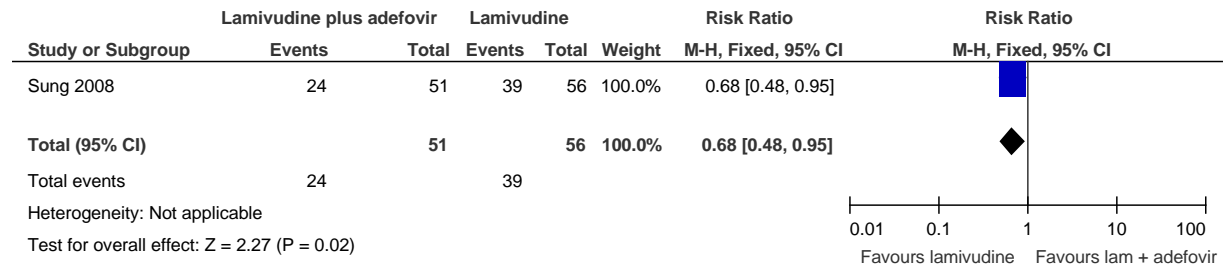 Lamivudine plus adefovir Lamivudine Risk Ratio Risk Ratio
Study or Subgroup Events Total Events Total Weight M-H, Fixed, 95% CI M-H, Fixed, 95% CI
Sung 2008 24 51 39 56 100.0% 0.68 [0.48, 0.95]
Total (95% CI) 51 56 100.0% 0.68 [0.48, 0.95]
Total events 24 39
Heterogeneity: Not applicable
Test for overall effect: Z = 2.27 (P = 0.02)
0.01 0.1 1 10 100
Favours lamivudine Favours lam + adefovir